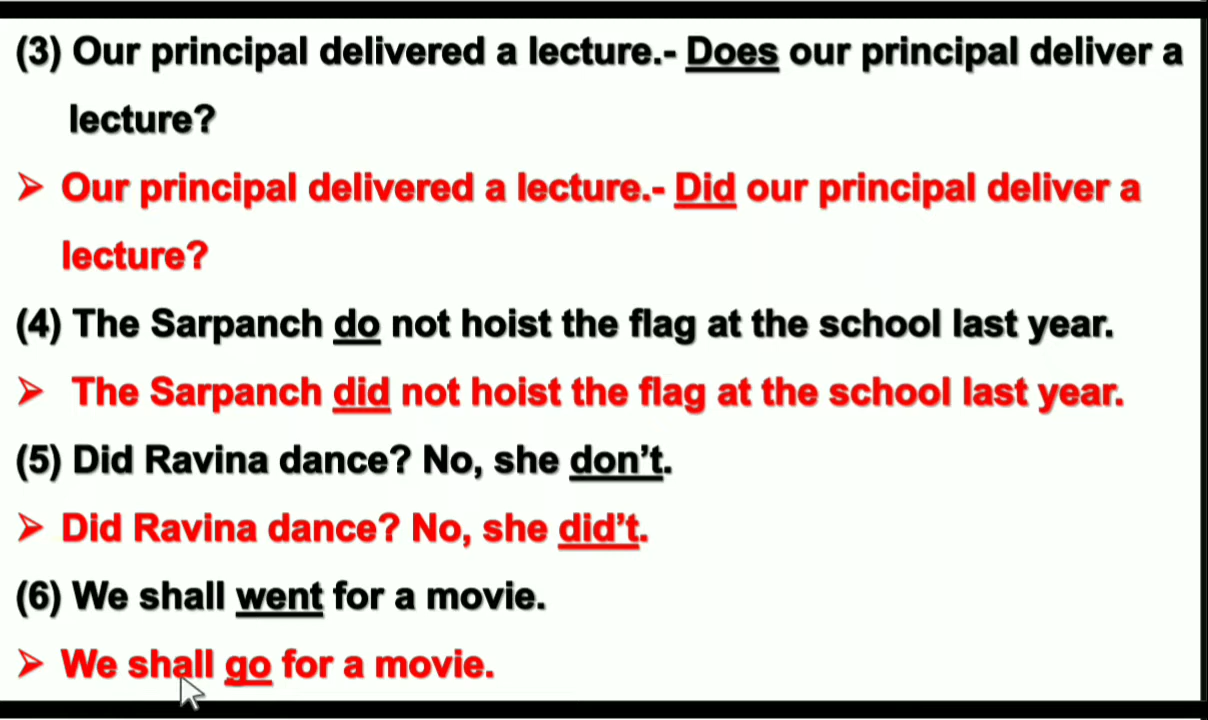 (3) Our principal delivered a lecture.- Does our principal deliver a
lecture?
➢ Our principal delivered a lecture.- Did our principal deliver a
lecture?
(4) The Sarpanch do not hoist the flag at the school last year.
➢ The Sarpanch did not hoist the flag at the school last year.
(5) Did Ravina dance? No, she don’t.
➢ Did Ravina dance? No, she did’t.
(6) We shall went for a movie.
➢ We shall go for a movie.